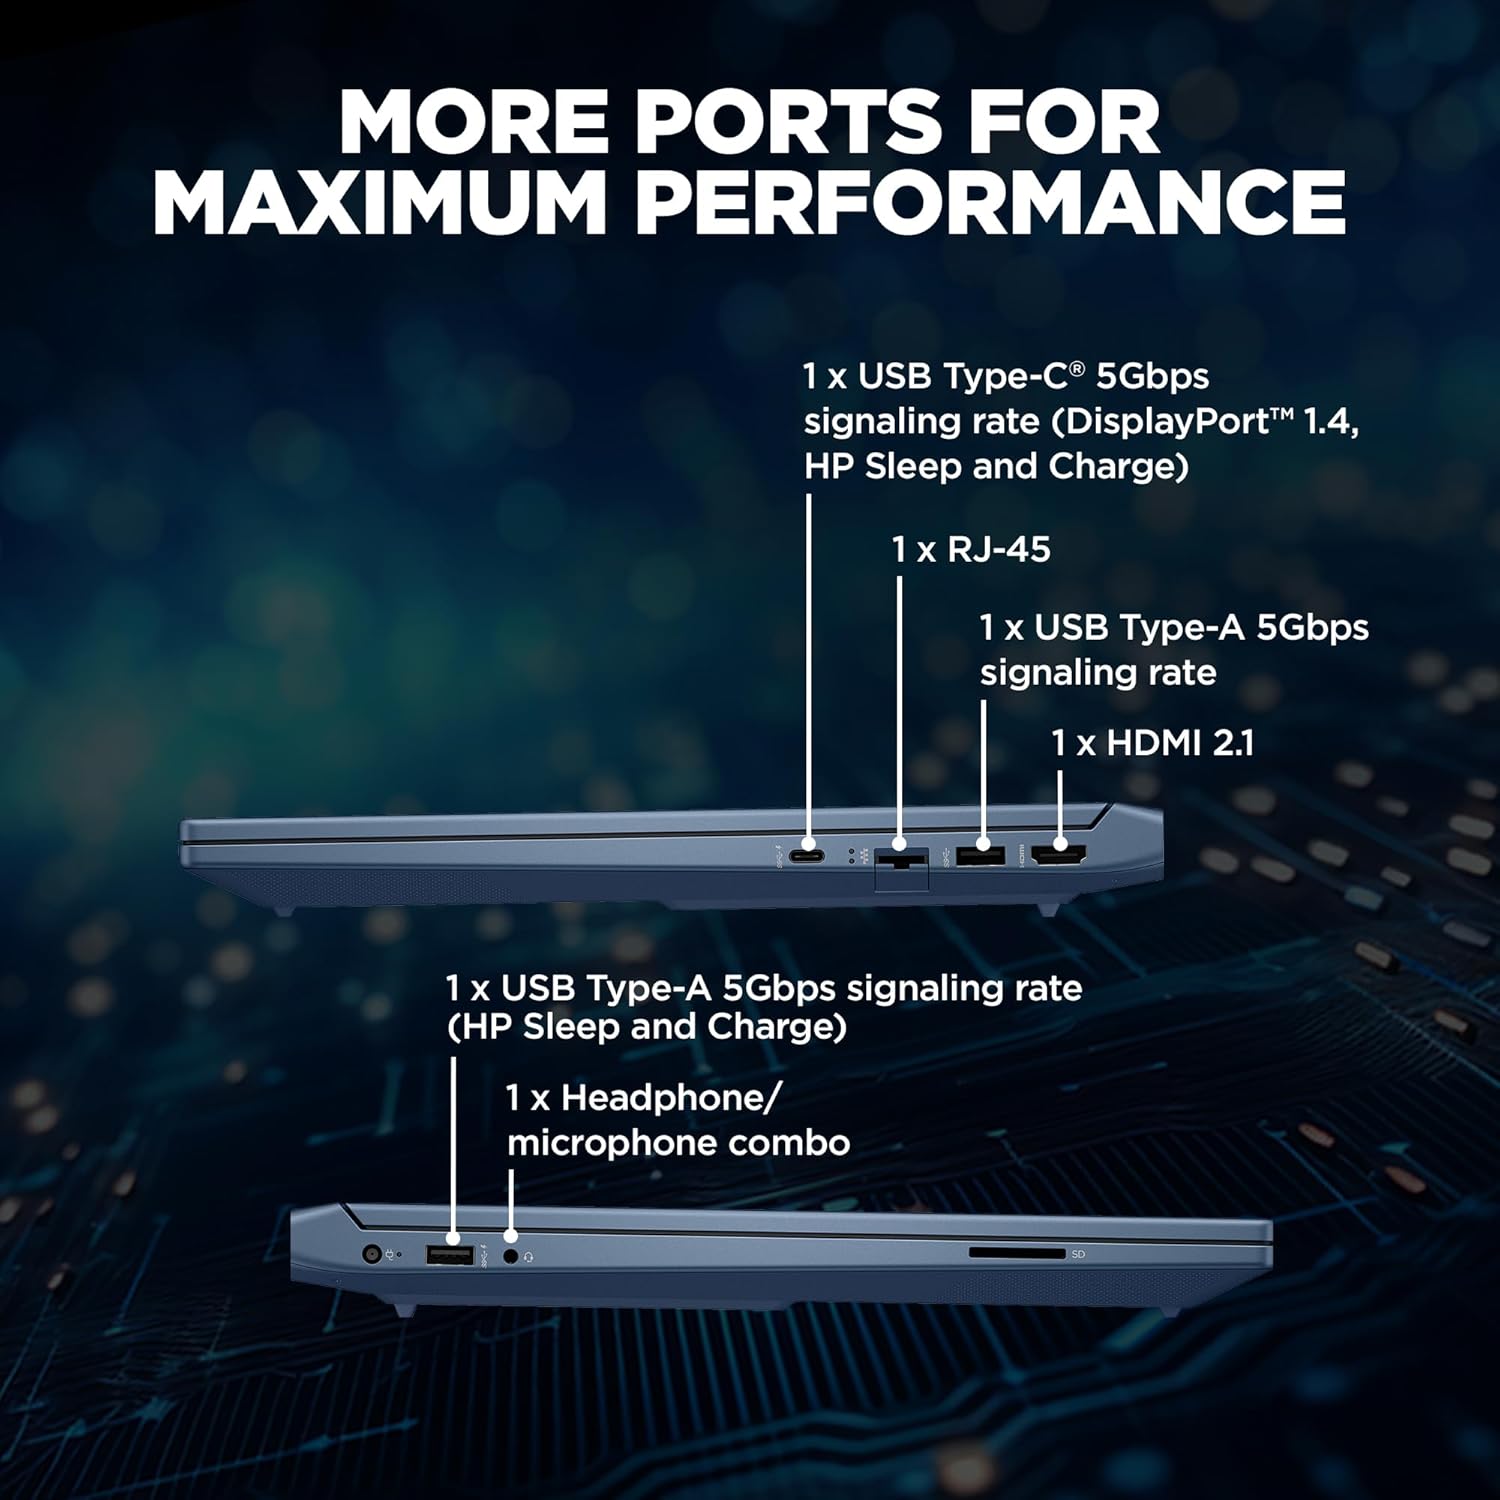 MORE PORTS FOR
MAXIMUM PERFORMANCE
1 x USB Type-C® 5Gbps
signaling rate (DisplayPort™ 1.4,
HP Sleep and Charge)
1 x RJ-45
1 x USB Type-A 5Gbps
signaling rate
1 x HDMI 2.1
HDMI
1 x USB Type-A 5Gbps signaling rate
(HP Sleep and Charge)
1 x Headphone/
microphone combo
SD